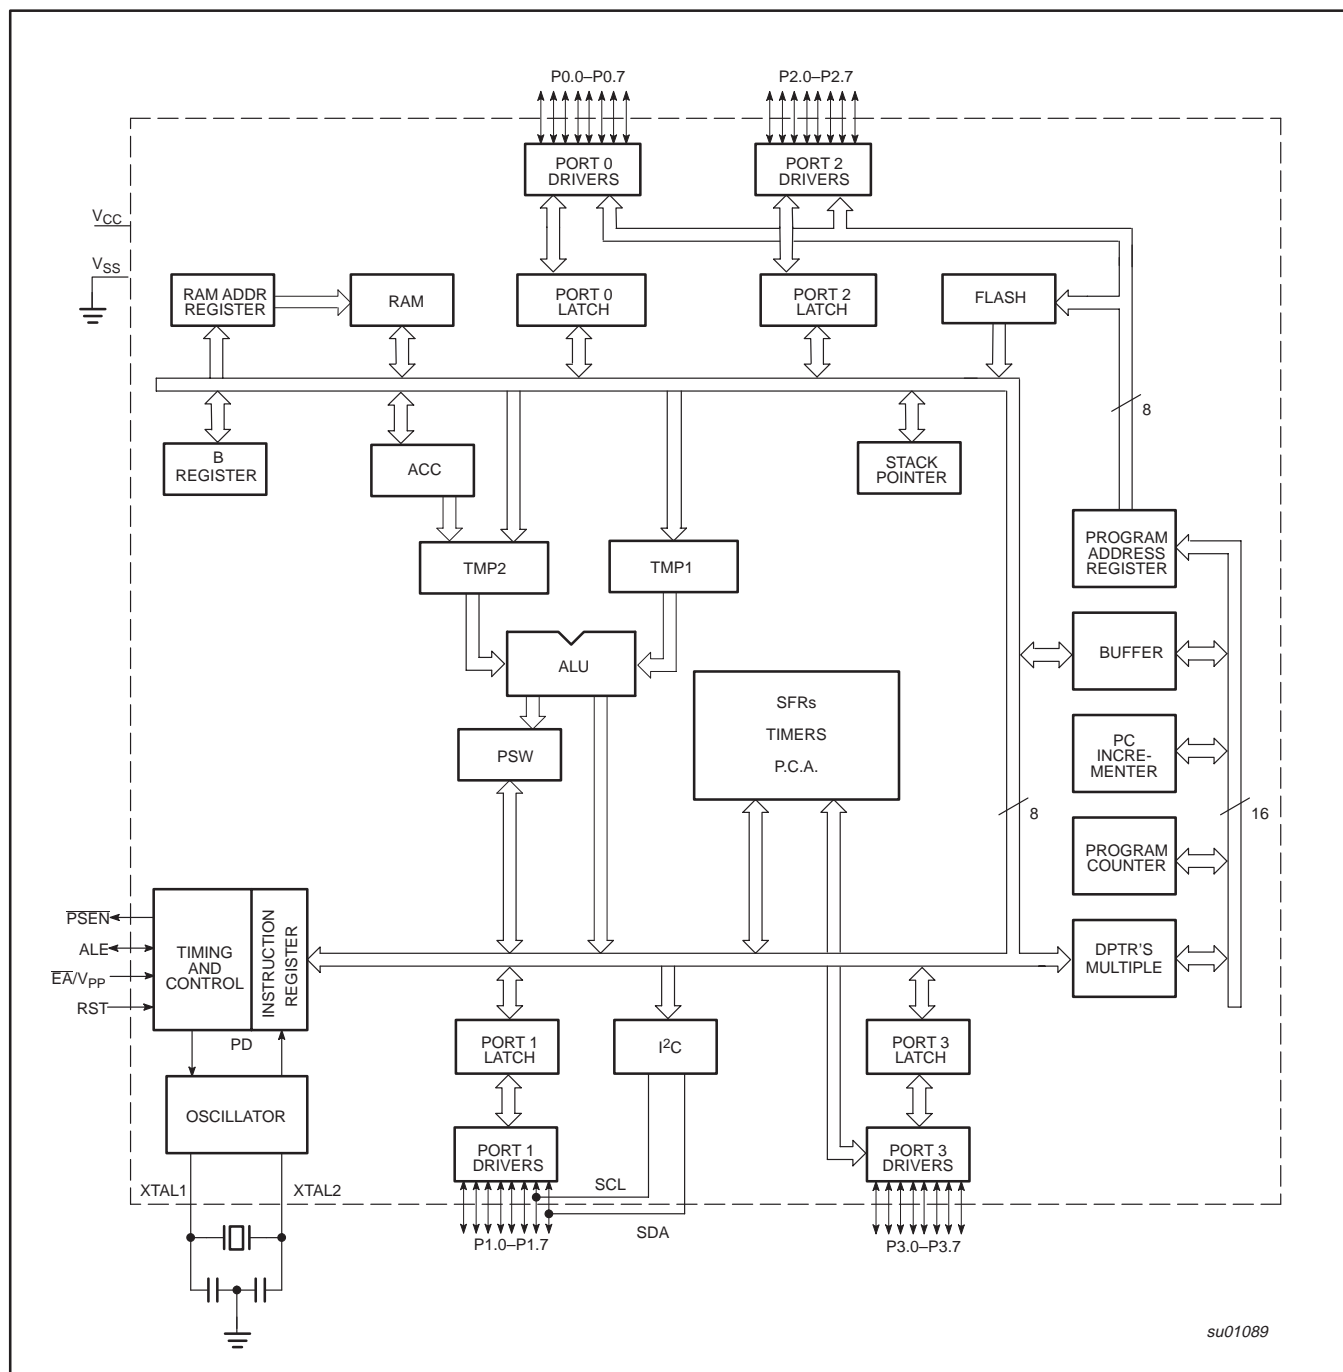 P0.0–P0.7
P2.0–P2.7
PORT 0
DRIVERS
PORT 2
DRIVERS
VCC
VSS
RAM ADDR
REGISTER
RAM
PORT 0
LATCH
PORT 2
LATCH
FLASH
8
B
REGISTER
ACC
STACK
POINTER
TMP2
TMP1
PROGRAM
ADDRESS
REGISTER
ALU
BUFFER
SFRs
TIMERS
P.C.A.
PSW
PC
INCRE-
MENTER
8
16
PROGRAM
COUNTER
PSEN
ALE
EA/VPP
RST
TIMING
AND
CONTROL
INSTRUCTION
REGISTER
DPTR'S
MULTIPLE
PD
PORT 1
LATCH
I²C
PORT 3
LATCH
OSCILLATOR
PORT 1
DRIVERS
PORT 3
DRIVERS
XTAL1
XTAL2
SCL
SDA
P1.0–P1.7
P3.0–P3.7
su01089